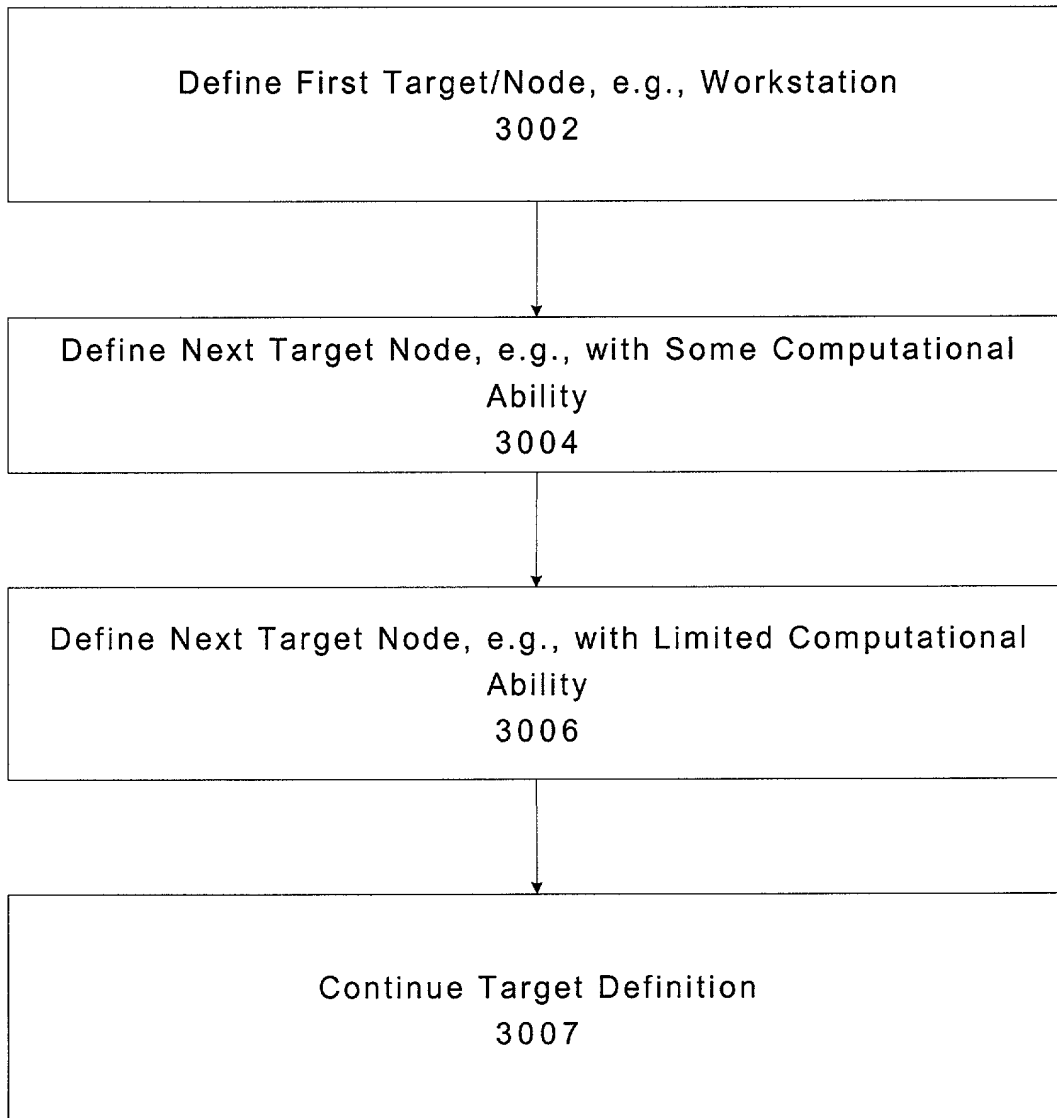 Define First Target/Node, e.g., Workstation
3002
Define Next Target Node, e.g., with Some Computational
Ability
3004
Define Next Target Node, e.g., with Limited Computational
Ability
3006
Continue Target Definition
3007